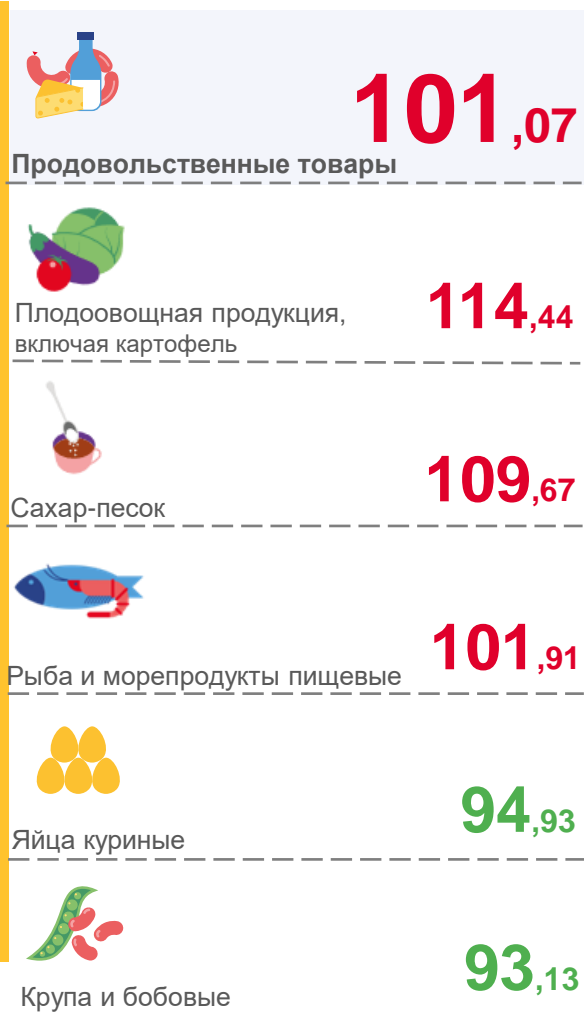 101,07
Продовольственные товары
114,44
Плодоовощная продукция,
включая картофель
109,67
Сахар-песок
101,91
Рыба и морепродукты пищевые
94,93
Яйца куриные
93,13
Крупа и бобовые